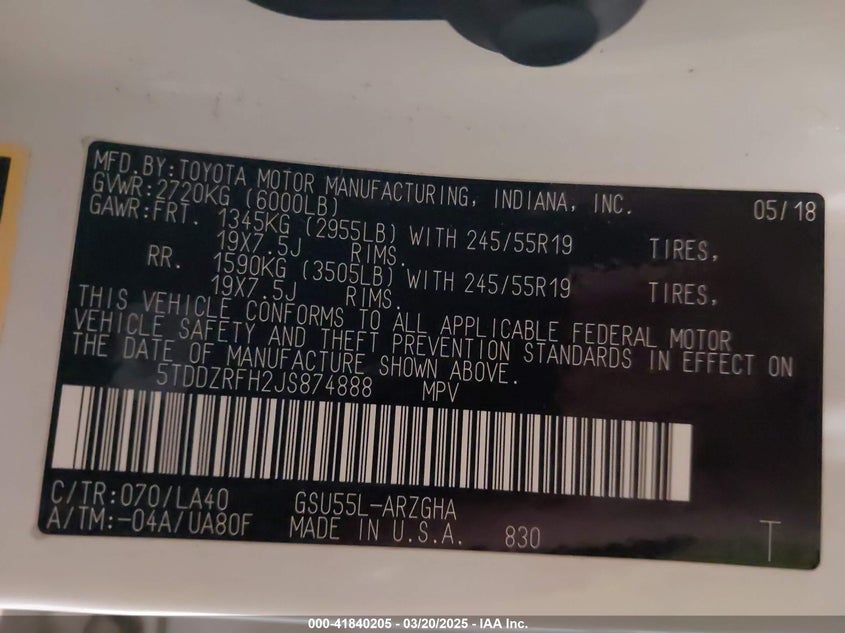 MFD.BY:TOYOTA MOTOR MANUFACTURING, INDIANA, INC. 05/18
GVWR:2720KG (6000LB)
GAWR:FRT. 1345KG (2955LB) WITH 245/55R19 TIRES,
19X7.5J RIMS.
RR. 1590KG (3505LB) WITH 245/55R19 TIRES,
19X7.5J RIMS.
THIS VEHICLE CONFORMS TO ALL APPLICABLE FEDERAL MOTOR
VEHICLE SAFETY AND THEFT PREVENTION STANDARDS IN EFFECT ON
THE DATE OF MANUFACTURE SHOWN ABOVE.
5TDDZRFH2JS874888 MPV
C/TR:070/LA40 GSU55L-ARZGHA
A/TM:-04A/UA80F MADE IN U.S.A. 830 T
000-41840205 - 03/20/2025 - IAA Inc.